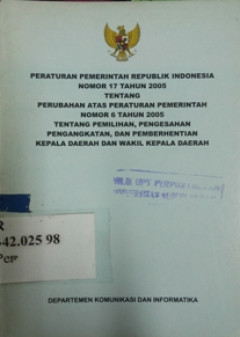 PERATURAN PEMERINTAH REPUBLIK INDONESIA
NOMOR 17 TAHUN 2005
TENTANG
PERUBAHAN ATAS PERATURAN PEMERINTAH
NOMOR 6 TAHUN 2005
TENTANG PEMILIHAN, PENGESAHAN
PENGANGKATAN, DAN PEMBERHENTIAN
KEPALA DAERAH DAN WAKIL KEPALA DAERAH
R
42.025 98
Per
DEPARTEMEN KOMUNIKASI DAN INFORMATIKA